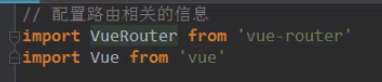 // 配置路由相关的信息
import VueRouter from 'vue-router'
import Vue from 'vue'